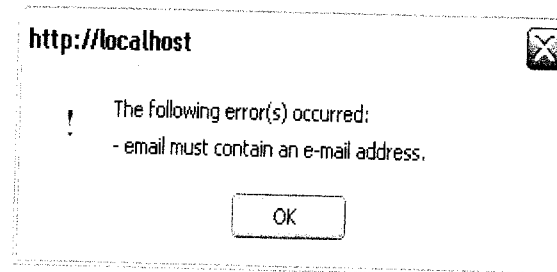 http://localhost
The following error(s) occurred:
- email must contain an e-mail address.
OK